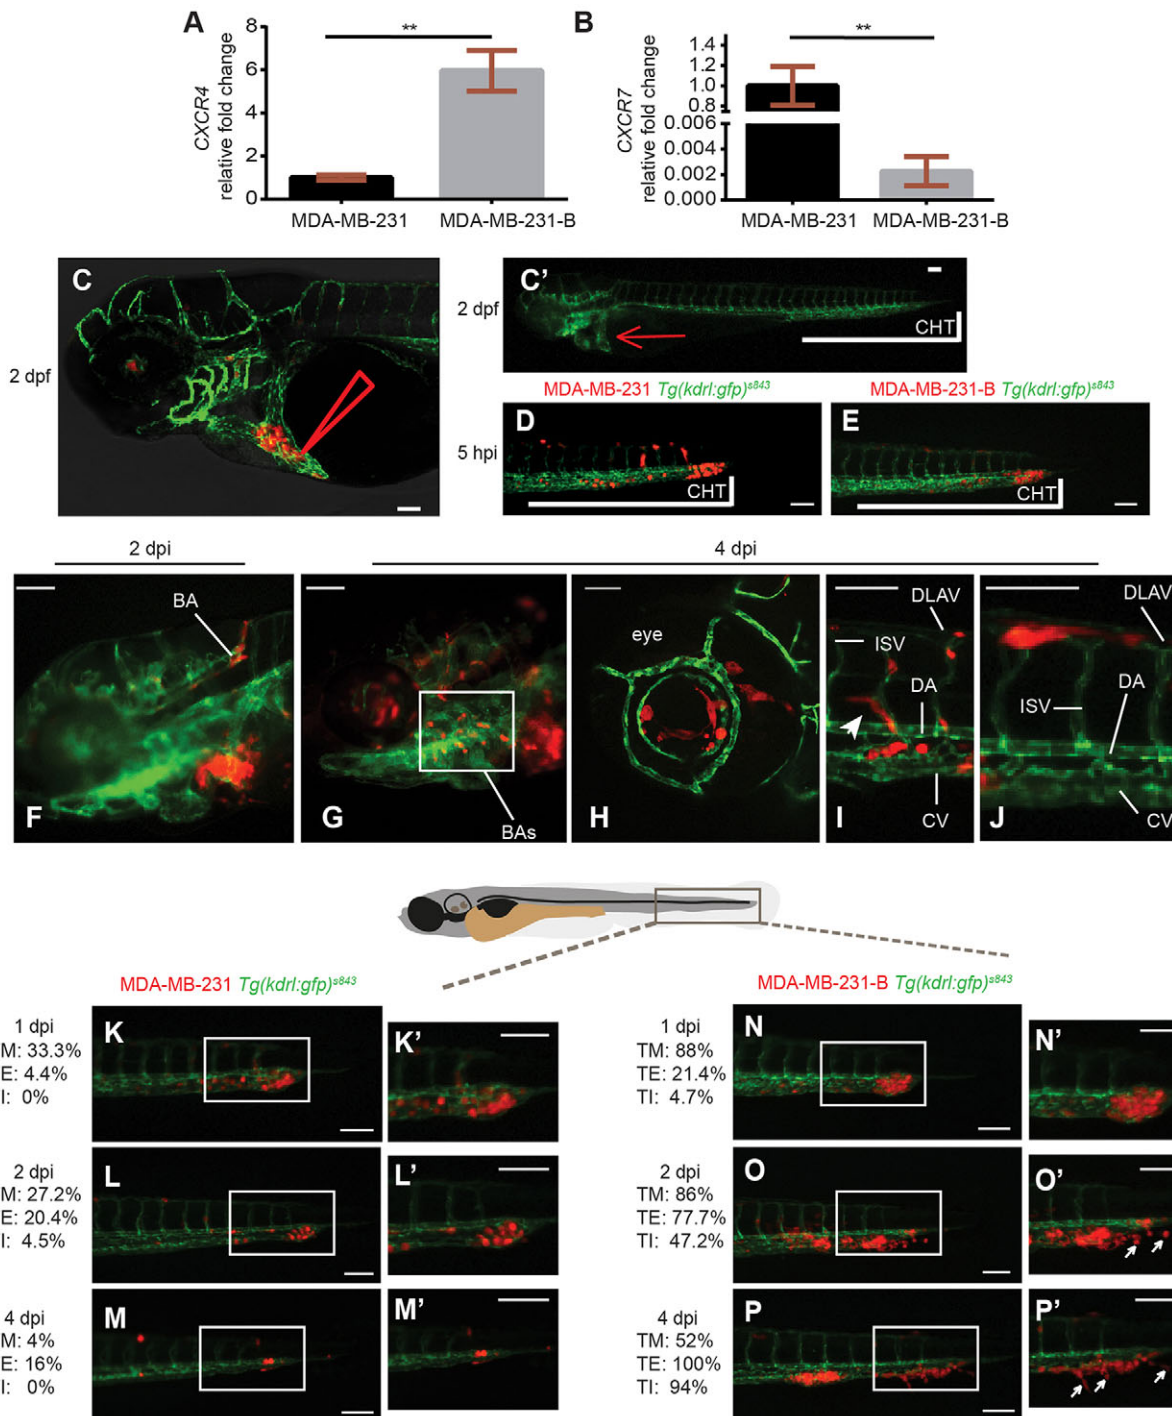 A
B
**
**
CXCR4
relative fold change
8
6
4
2
0
MDA-MB-231
MDA-MB-231-B
CXCR7
relative fold change
1.4
1.2
1.0
0.8
0.006
0.004
0.002
0.000
MDA-MB-231
MDA-MB-231-B
C
2 dpf
C'
2 dpf
CHT
MDA-MB-231 Tg(kdrl:gfp)s843
MDA-MB-231-B Tg(kdrl:gfp)s843
5 hpi
D
CHT
E
CHT
2 dpi
4 dpi
BA
F
G
BAs
eye
H
DLAV
ISV
DA
I
CV
DLAV
ISV
DA
J
CV
MDA-MB-231 Tg(kdrl:gfp)s843
MDA-MB-231-B Tg(kdrl:gfp)s843
1 dpi
M: 33.3%
E: 4.4%
I: 0%
K
K'
1 dpi
TM: 88%
TE: 21.4%
TI: 4.7%
N
N'
2 dpi
M: 27.2%
E: 20.4%
I: 4.5%
L
L'
2 dpi
TM: 86%
TE: 77.7%
TI: 47.2%
O
O'
4 dpi
M: 4%
E: 16%
I: 0%
M
M'
4 dpi
TM: 52%
TE: 100%
TI: 94%
P
P'